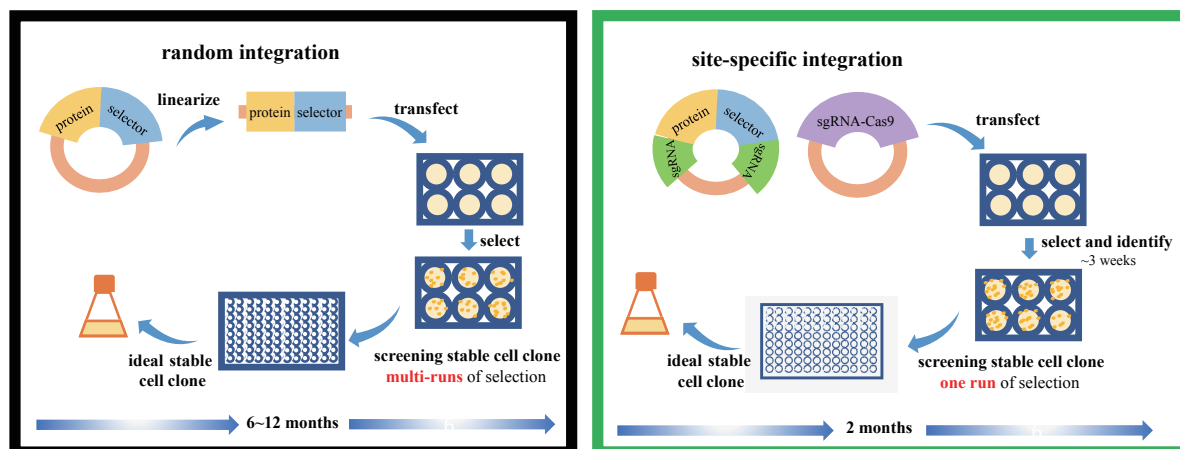 random integration
protein
selector
linearize
protein selector
transfect
select
screening stable cell clone
multi-runs of selection
ideal stable
cell clone
6~12 months
6
site-specific integration
protein
selector
sgRNA
sgRNA
sgRNA-Cas9
transfect
select and identify
~3 weeks
screening stable cell clone
one run of selection
ideal stable
cell clone
2 months